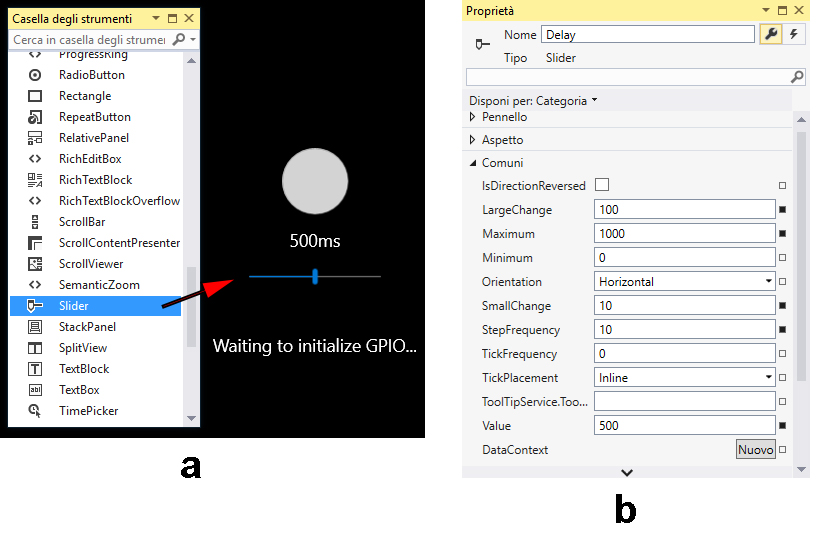 Casella degli strumenti
Cerca in casella degli strumer
ProgressRing
RadioButton
Rectangle
RepeatButton
RelativePanel
RichEditBox
RichTextBlock
RichTextBlockOverflow
ScrollBar
ScrollContentPresenter
ScrollViewer
SemanticZoom
Slider
StackPanel
SplitView
TextBlock
TextBox
TimePicker
500ms
Waiting to initialize GPIO...
a
Proprietà
Nome Delay
Tipo Slider
Disponi per: Categoria
Pennello
Aspetto
Comuni
IsDirectionReversed
LargeChange 100
Maximum 1000
Minimum 0
Orientation Horizontal
SmallChange 10
StepFrequency 10
TickFrequency 0
TickPlacement Inline
ToolTipService.Too...
Value 500
DataContext Nuovo
b